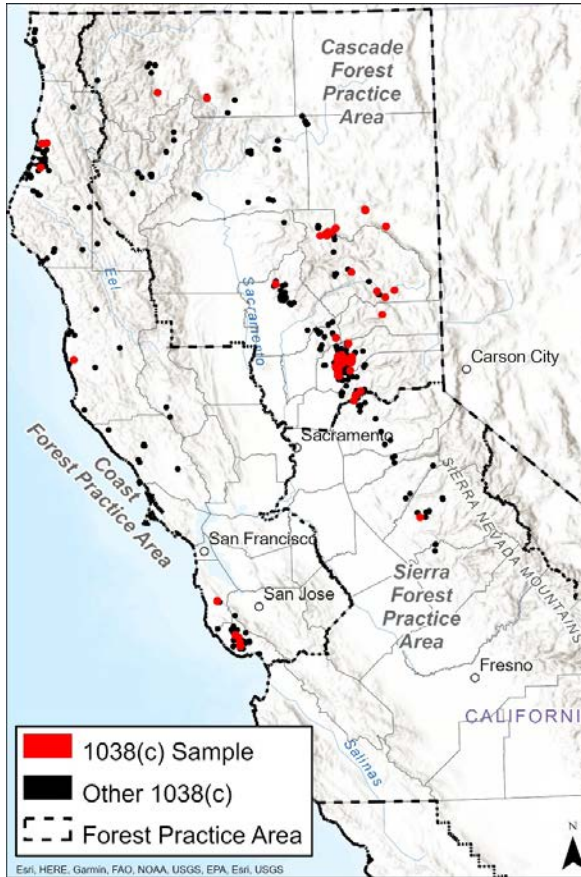 Cascade
Forest
Practice
Area
Eel
Sacramento
Carson City
Sacramento
Coast
Forest Practice Area
SIERRA NEVADA MOUNTAINS
San Francisco
San Jose
Sierra
Forest
Practice
Area
Fresno
CALIFORNI
Salinas
1038(c) Sample
Other 1038(c)
Forest Practice Area
N
Esri, HERE, Garmin, FAO, NOAA, USGS, EPA, Esri, USGS